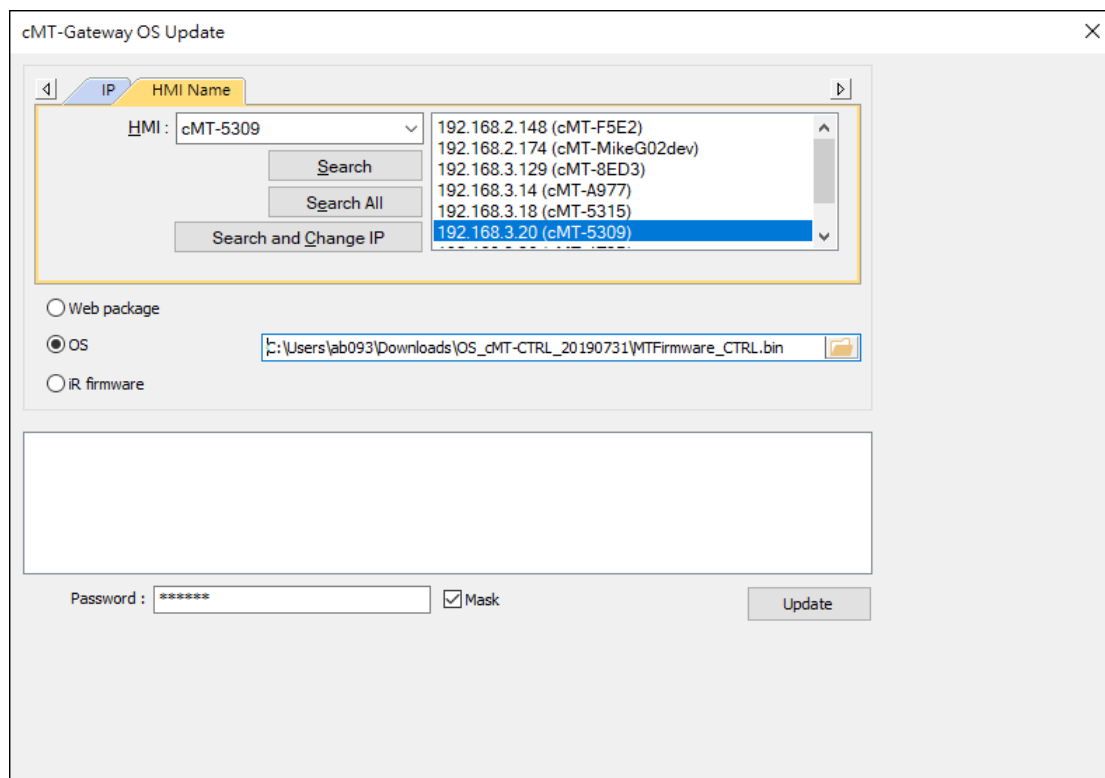 cMT-Gateway OS Update
IP
HMI Name
HMI : cMT-5309
Search
Search All
Search and Change IP
192.168.2.148 (cMT-F5E2)
192.168.2.174 (cMT-MikeG02dev)
192.168.3.129 (cMT-8ED3)
192.168.3.14 (cMT-A977)
192.168.3.18 (cMT-5315)
192.168.3.20 (cMT-5309)
Web package
OS
C:\Users\ab093\Downloads\OS_cMT-CTRL_20190731\MTFirmware_CTRL.bin
iR firmware
Password : ******
Mask
Update